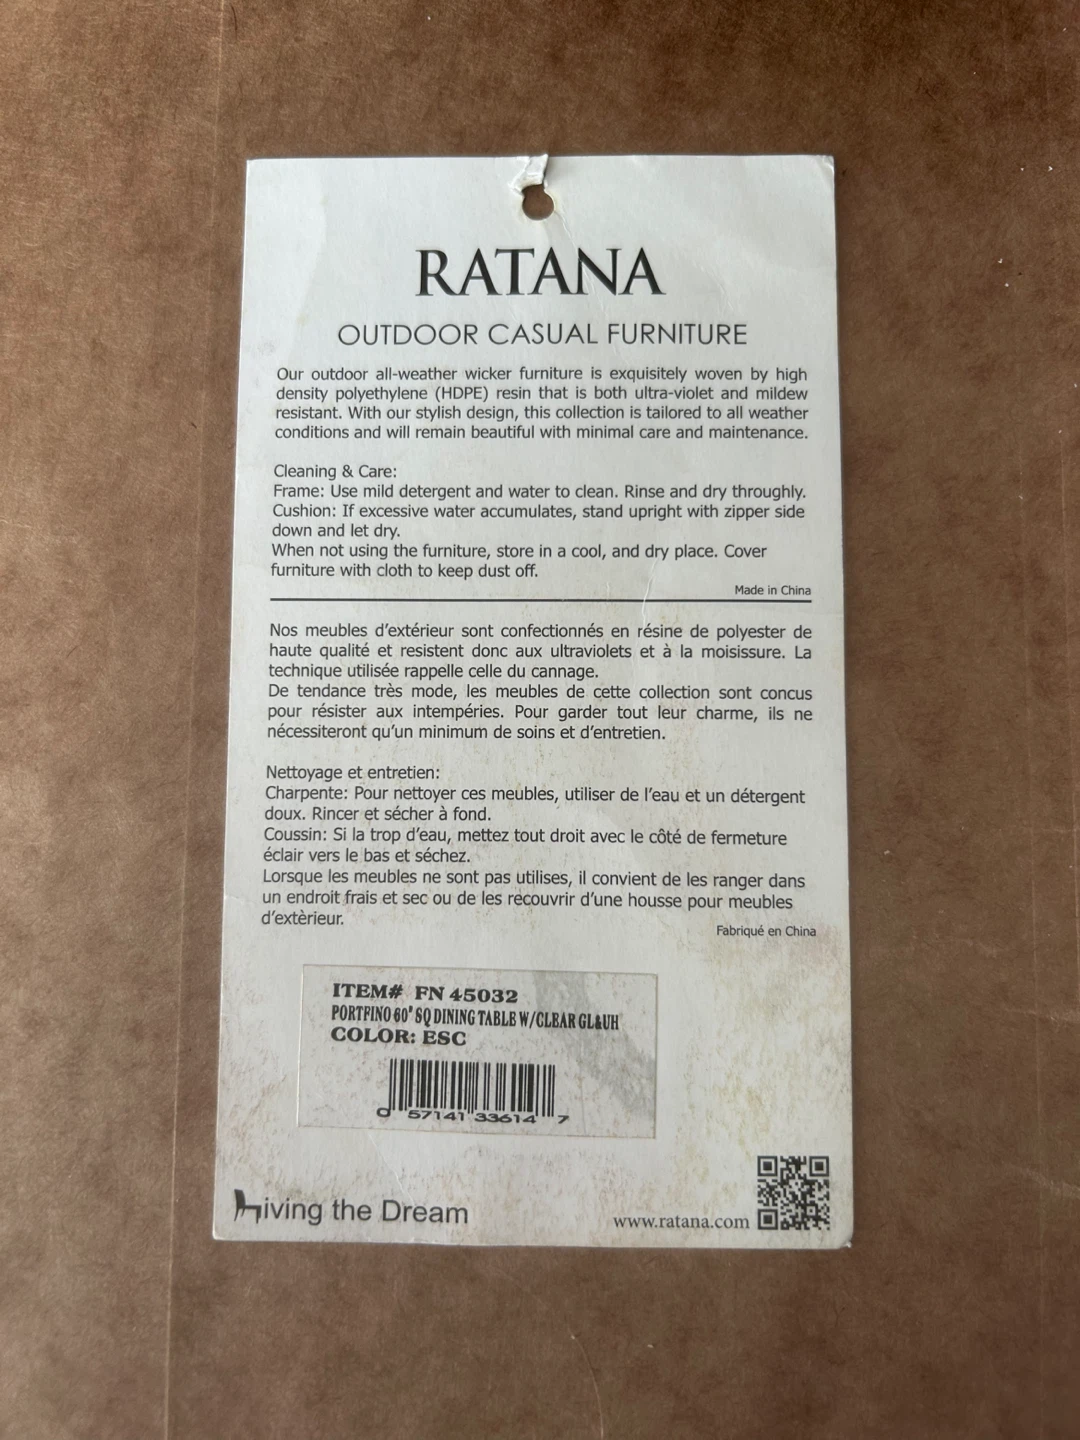 RATANA
OUTDOOR CASUAL FURNITURE
Our outdoor all-weather wicker furniture is exquisitely woven by high
density polyethylene (HDPE) resin that is both ultra-violet and mildew
resistant. With our stylish design, this collection is tailored to all weather
conditions and will remain beautiful with minimal care and maintenance.
Cleaning & Care:
Frame: Use mild detergent and water to clean. Rinse and dry throughly.
Cushion: If excessive water accumulates, stand upright with zipper side
down and let dry.
When not using the furniture, store in a cool, and dry place. Cover
furniture with cloth to keep dust off.
Made in China
Nos meubles d'extérieur sont confectionnés en résine de polyester de
haute qualité et resistent donc aux ultraviolets et à la moisissure. La
technique utilisée rappelle celle du cannage.
De tendance très mode, les meubles de cette collection sont concus
pour résister aux intempéries. Pour garder tout leur charme, ils ne
nécessiteront qu'un minimum de soins et d'entretien.
Nettoyage et entretien:
Charpente: Pour nettoyer ces meubles, utiliser de l'eau et un détergent
doux. Rincer et sécher à fond.
Coussin: Si la trop d'eau, mettez tout droit avec le côté de fermeture
éclair vers le bas et séchez.
Lorsque les meubles ne sont pas utilises, il convient de les ranger dans
un endroit frais et sec ou de les recouvrir d'une housse pour meubles
d'extèrieur.
Fabriqué en China
ITEM# FN 45032
PORTFINO 60" SQ DINING TABLE W/CLEAR GL&UH
COLOR: ESC
0 57141 33614 7
Living the Dream
www.ratana.com